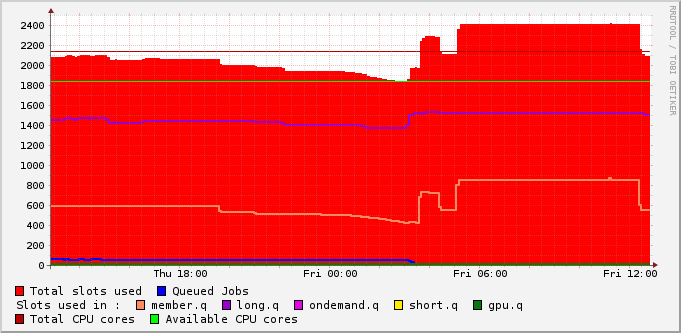 2400
2200
2000
1800
1600
1400
1200
1000
800
600
400
200
0
Thu 18:00 Fri 00:00 Fri 06:00 Fri 12:00
Total slots used Queued Jobs
Slots used in : member.q long.q ondemand.q short.q gpu.q
Total CPU cores Available CPU cores
RRDTOOL / TOBI OETIKER